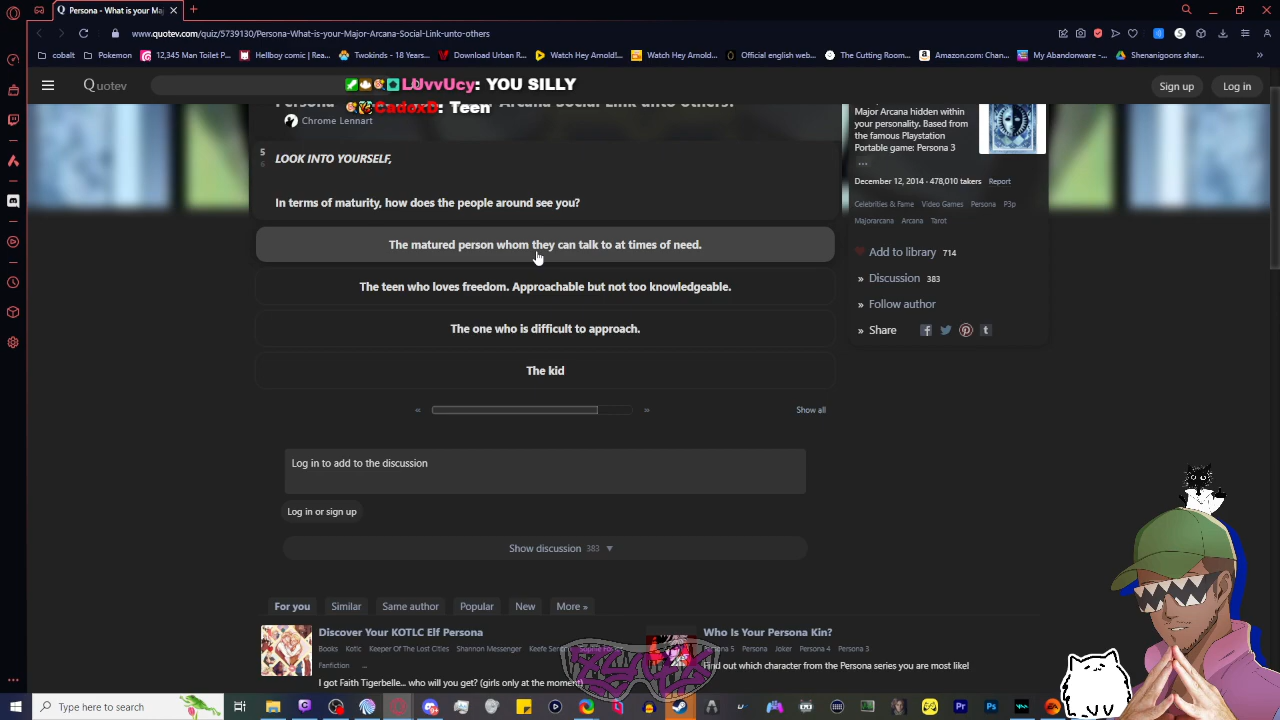 Persona - What is your Maj
www.quotev.com/quiz/5739130/Persona-What-is-your-Major-Arcana-Social-Link-unto-others
cobalt
Pokemon
12,345 Man Toilet P...
Hellboy comic | Rea...
Twokinds - 18 Years...
Download Urban R...
Watch Hey Arnold!...
Watch Hey Arnold!...
Official english web...
The Cutting Room...
Amazon.com: Chan...
My Abandonware -...
Shenanigoons shar...
Quotev
LUvvUcy: YOU SILLY
Sign up
Log in
CadoxD: Teen
Arcana Social Link unto Others?
Chrome Lennart
5
6
LOOK INTO YOURSELF,
In terms of maturity, how does the people around see you?
The matured person whom they can talk to at times of need.
The teen who loves freedom. Approachable but not too knowledgeable.
The one who is difficult to approach.
The kid
«
»
Show all
Major Arcana hidden within
your personality. Based from
the famous Playstation
Portable game: Persona 3
...
December 12, 2014 · 478,010 takers Report
Celebrities & Fame Video Games Persona P3p
Majorarcana Arcana Tarot
Add to library 714
» Discussion 383
» Follow author
» Share
Log in to add to the discussion
Log in or sign up
Show discussion 383 ▼
For you
Similar
Same author
Popular
New
More »
Discover Your KOTLC Elf Persona
Books Kotlc Keeper Of The Lost Cities Shannon Messenger
Fanfiction ...
I got Faith Tigerbelle... who will you get? (girls only at the moment)
Who Is Your Persona Kin?
Persona Joker Persona 4 Persona 3
Find out which character from the Persona series you are most like!
Type here to search